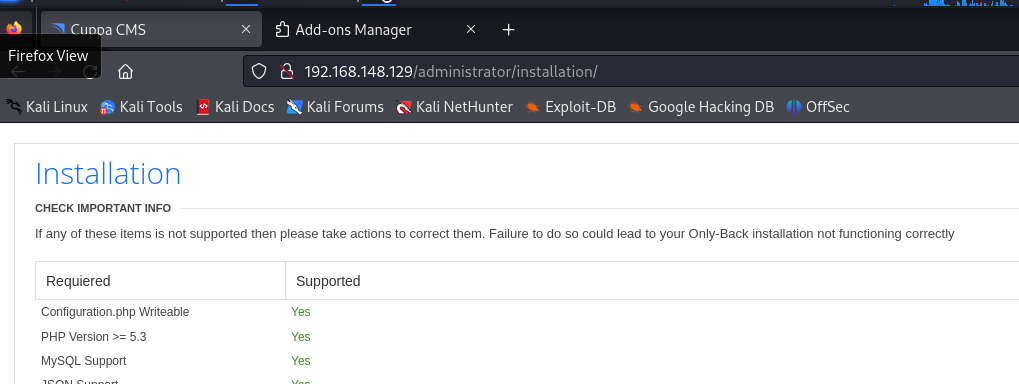 Cuppa CMS
Add-ons Manager
Firefox View
192.168.148.129/administrator/installation/
Kali Linux Kali Tools Kali Docs Kali Forums Kali NetHunter Exploit-DB Google Hacking DB OffSec
Installation
CHECK IMPORTANT INFO
If any of these items is not supported then please take actions to correct them. Failure to do so could lead to your Only-Back installation not functioning correctly
Requiered Supported
Configuration.php Writeable Yes
PHP Version >= 5.3 Yes
MySQL Support Yes
JSON Support Yes